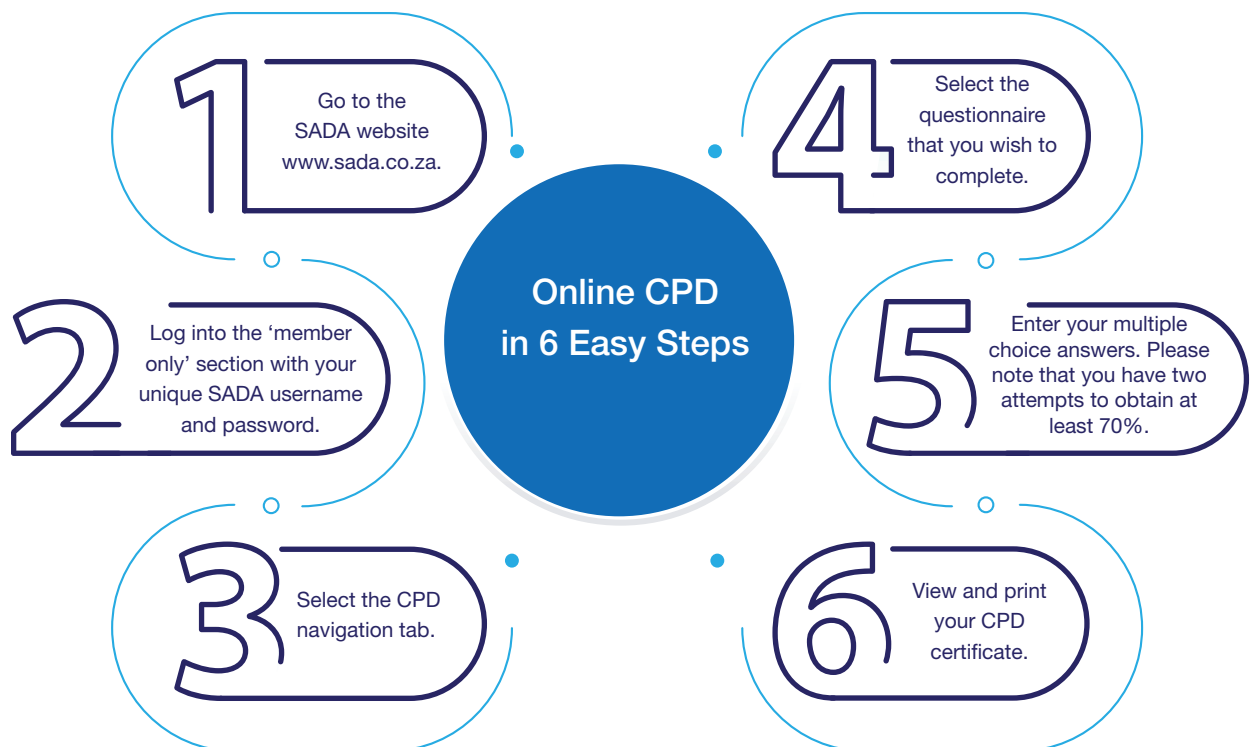 Online CPD
in 6 Easy Steps
1
Go to the
SADA website
www.sada.co.za.
2
Log into the ‘member
only’ section with your
unique SADA username
and password.
3
Select the CPD
navigation tab.
4
Select the
questionnaire
that you wish to
complete.
5
Enter your multiple
choice answers. Please
note that you have two
attempts to obtain at
least 70%.
6
View and print
your CPD
certificate.